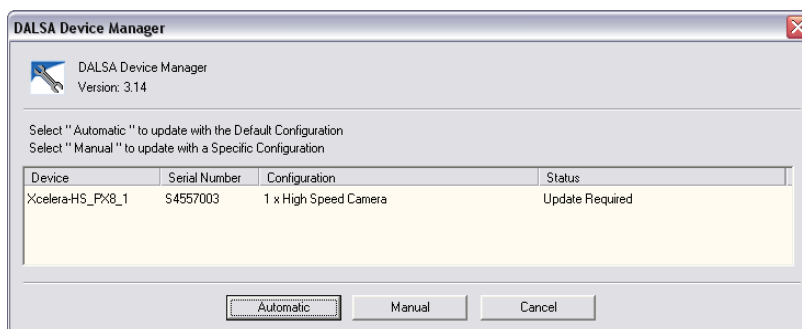 DALSA Device Manager
DALSA Device Manager
Version: 3.14
Select " Automatic " to update with the Default Configuration
Select " Manual " to update with a Specific Configuration
Device Serial Number Configuration Status
Xcelera-HS_PX8_1 S4557003 1 x High Speed Camera Update Required
Automatic Manual Cancel